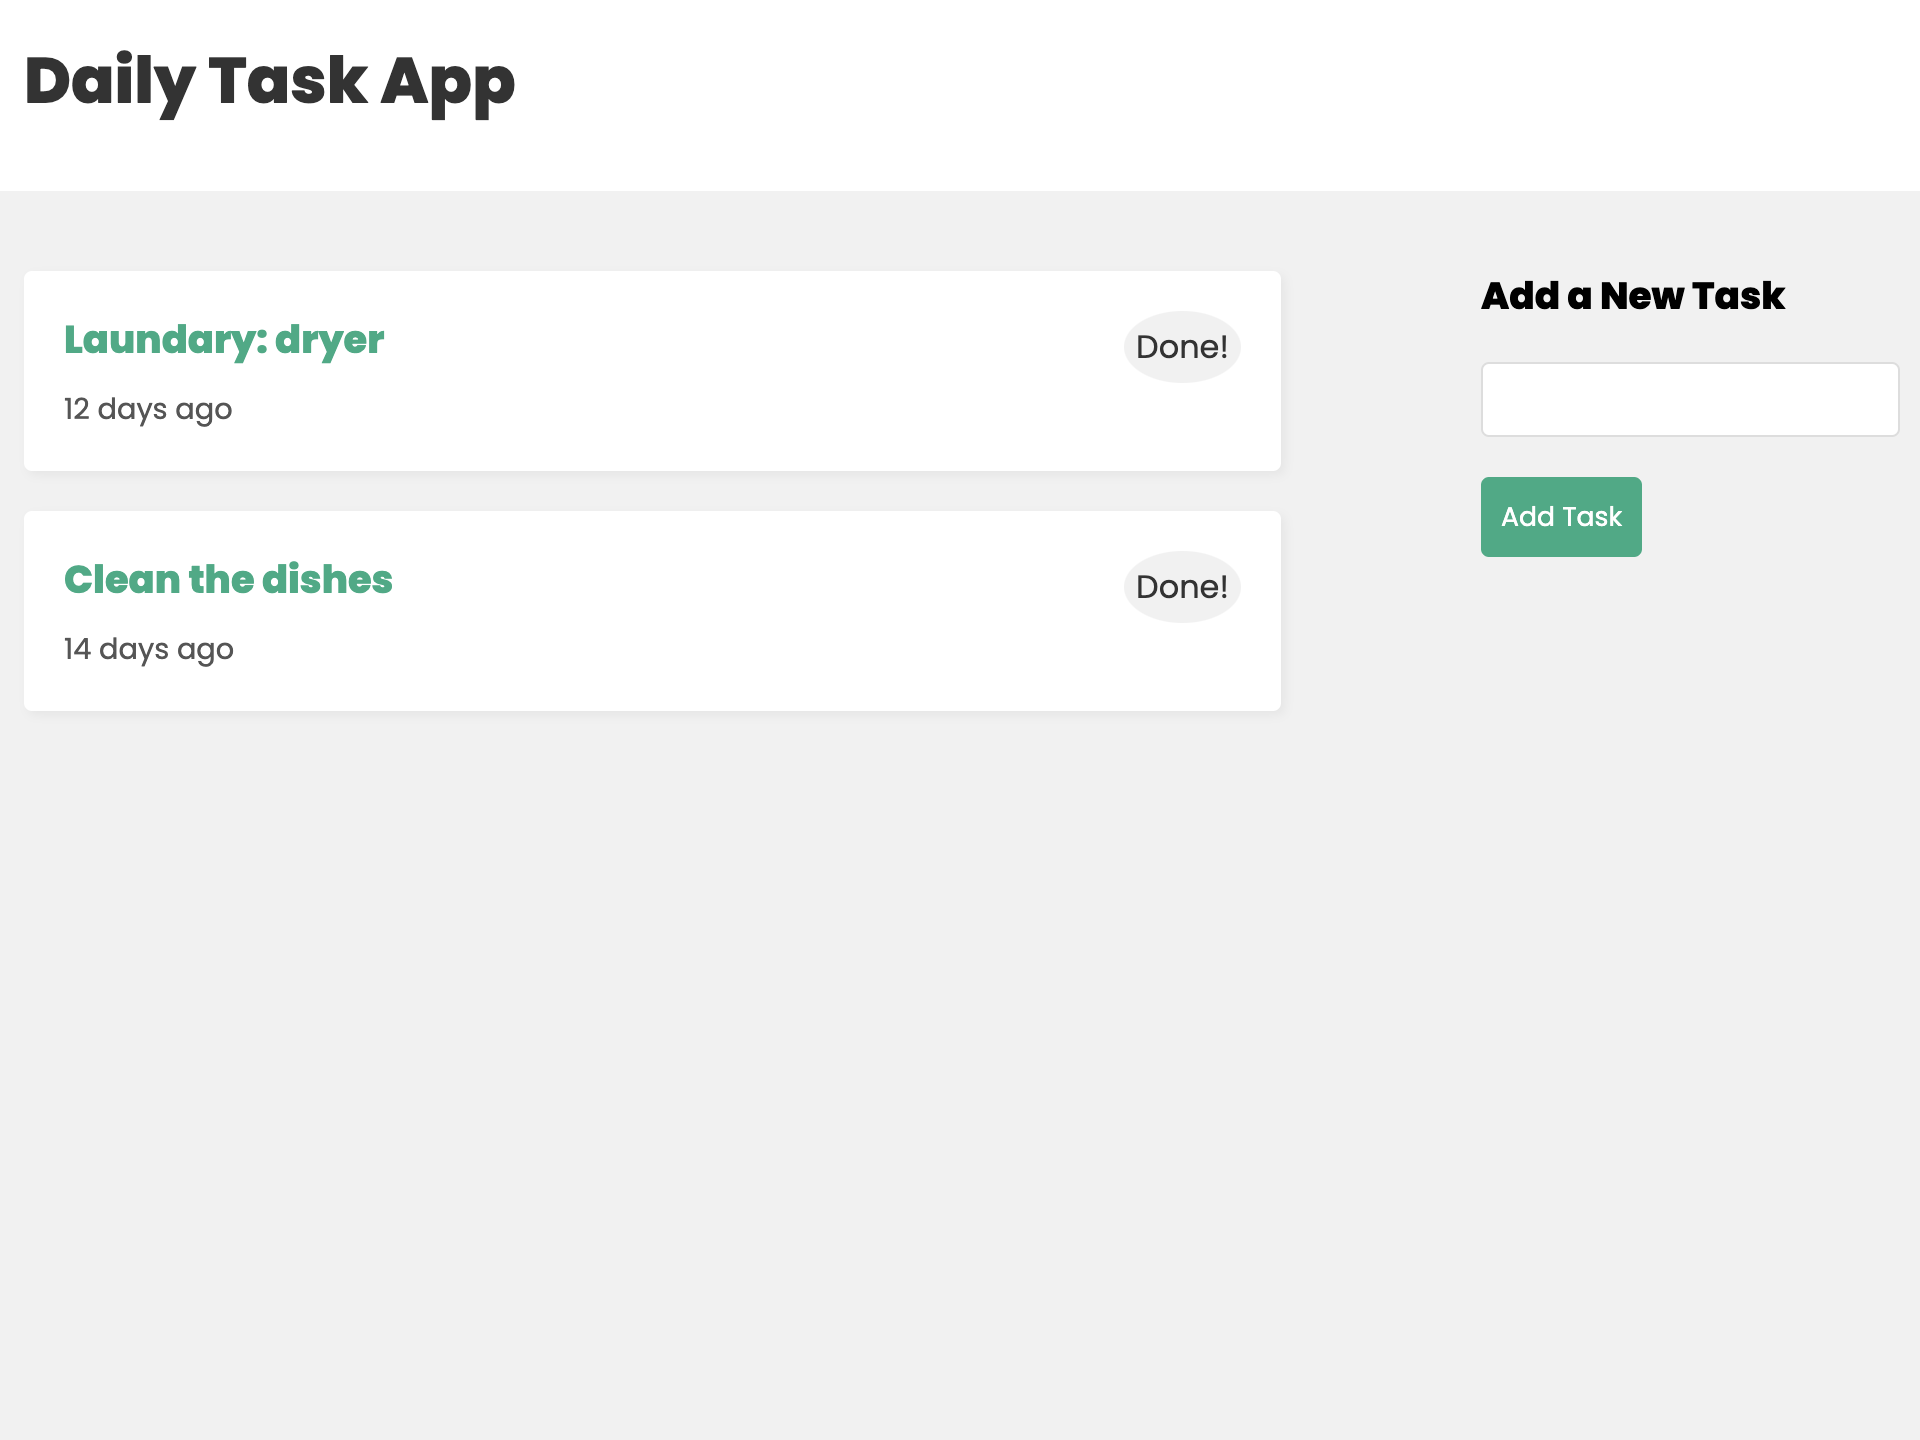 Daily Task App
Laundary: dryer
Done!
12 days ago
Clean the dishes
Done!
14 days ago
Add a New Task
Add Task